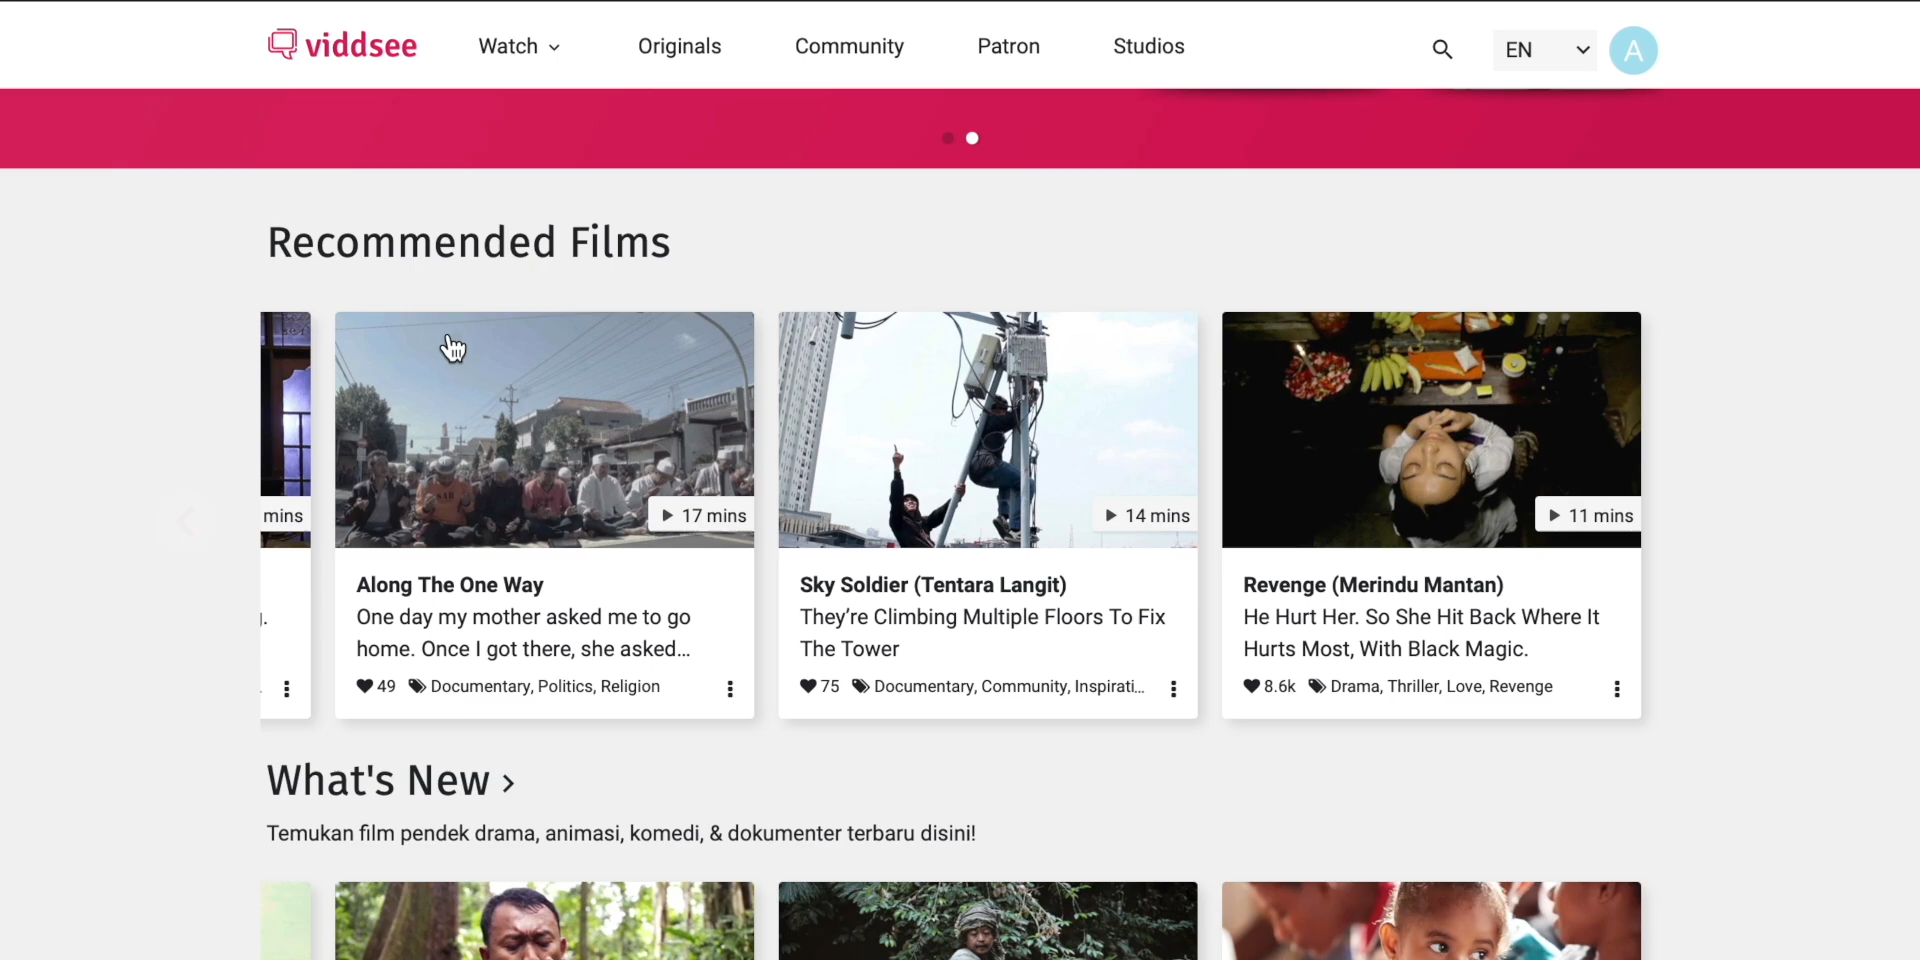 viddsee
Watch
Originals
Community
Patron
Studios
EN
A
Recommended Films
mins
17 mins
14 mins
11 mins
Along The One Way
One day my mother asked me to go
home. Once I got there, she asked...
49 Documentary, Politics, Religion
Sky Soldier (Tentara Langit)
They’re Climbing Multiple Floors To Fix
The Tower
75 Documentary, Community, Inspirati...
Revenge (Merindu Mantan)
He Hurt Her. So She Hit Back Where It
Hurts Most, With Black Magic.
8.6k Drama, Thriller, Love, Revenge
What's New ›
Temukan film pendek drama, animasi, komedi, & dokumenter terbaru disini!